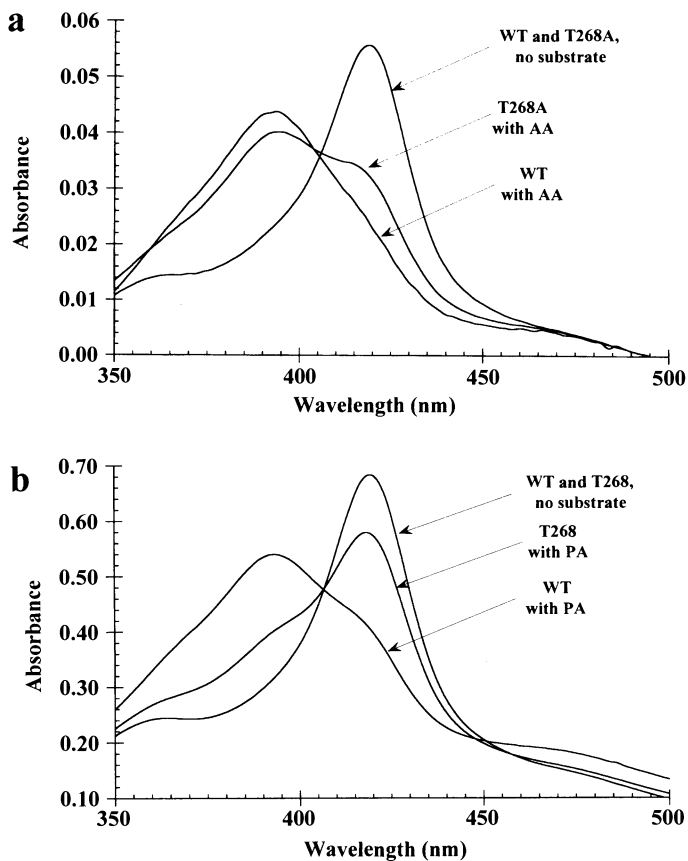 a
0.06
0.05
0.04
0.03
0.02
0.01
0.00
Absorbance
350
400
450
500
Wavelength (nm)
WT and T268A,
no substrate
T268A
with AA
WT
with AA
b
0.70
0.60
0.50
0.40
0.30
0.20
0.10
Absorbance
350
400
450
500
Wavelength (nm)
WT and T268,
no substrate
T268
with PA
WT
with PA